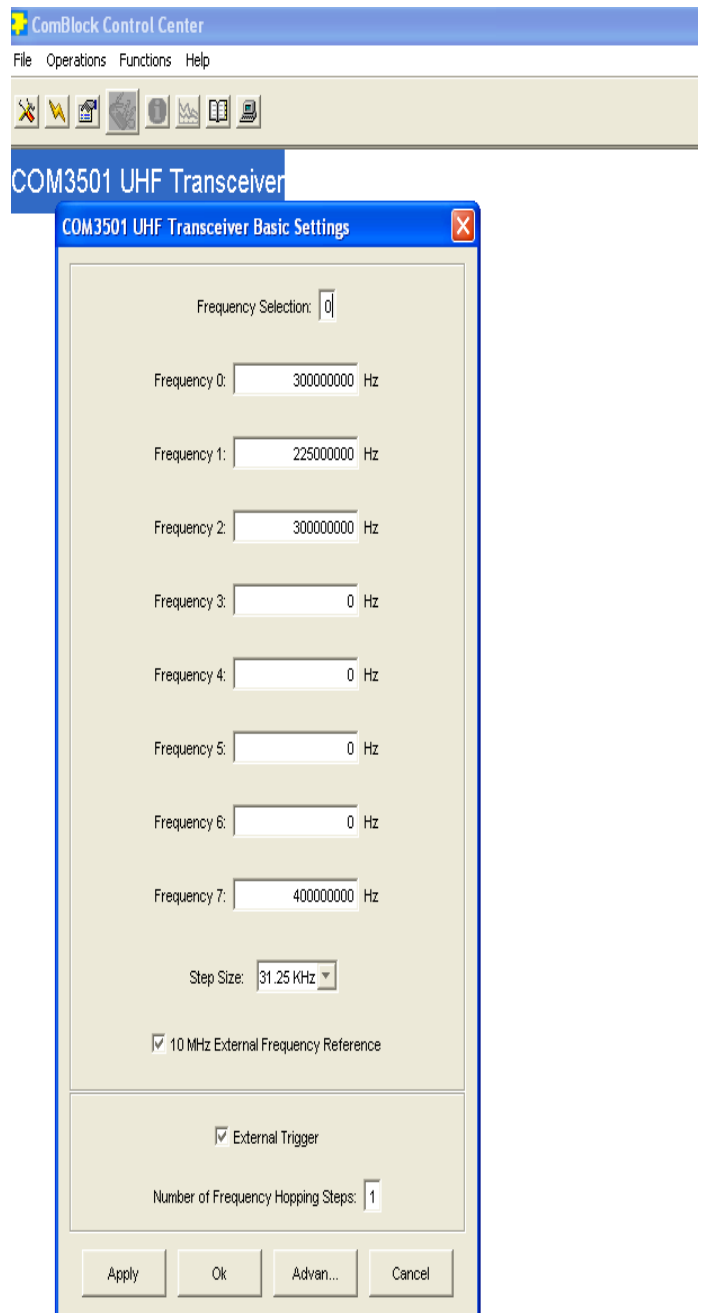 ComBlock Control Center
File Operations Functions Help
COM3501 UHF Transceiver
COM3501 UHF Transceiver Basic Settings
Frequency Selection: 0
Frequency 0: 300000000 Hz
Frequency 1: 225000000 Hz
Frequency 2: 300000000 Hz
Frequency 3: 0 Hz
Frequency 4: 0 Hz
Frequency 5: 0 Hz
Frequency 6: 0 Hz
Frequency 7: 400000000 Hz
Step Size: 31.25 KHz
10 MHz External Frequency Reference
External Trigger
Number of Frequency Hopping Steps: 1
Apply Ok Advan... Cancel